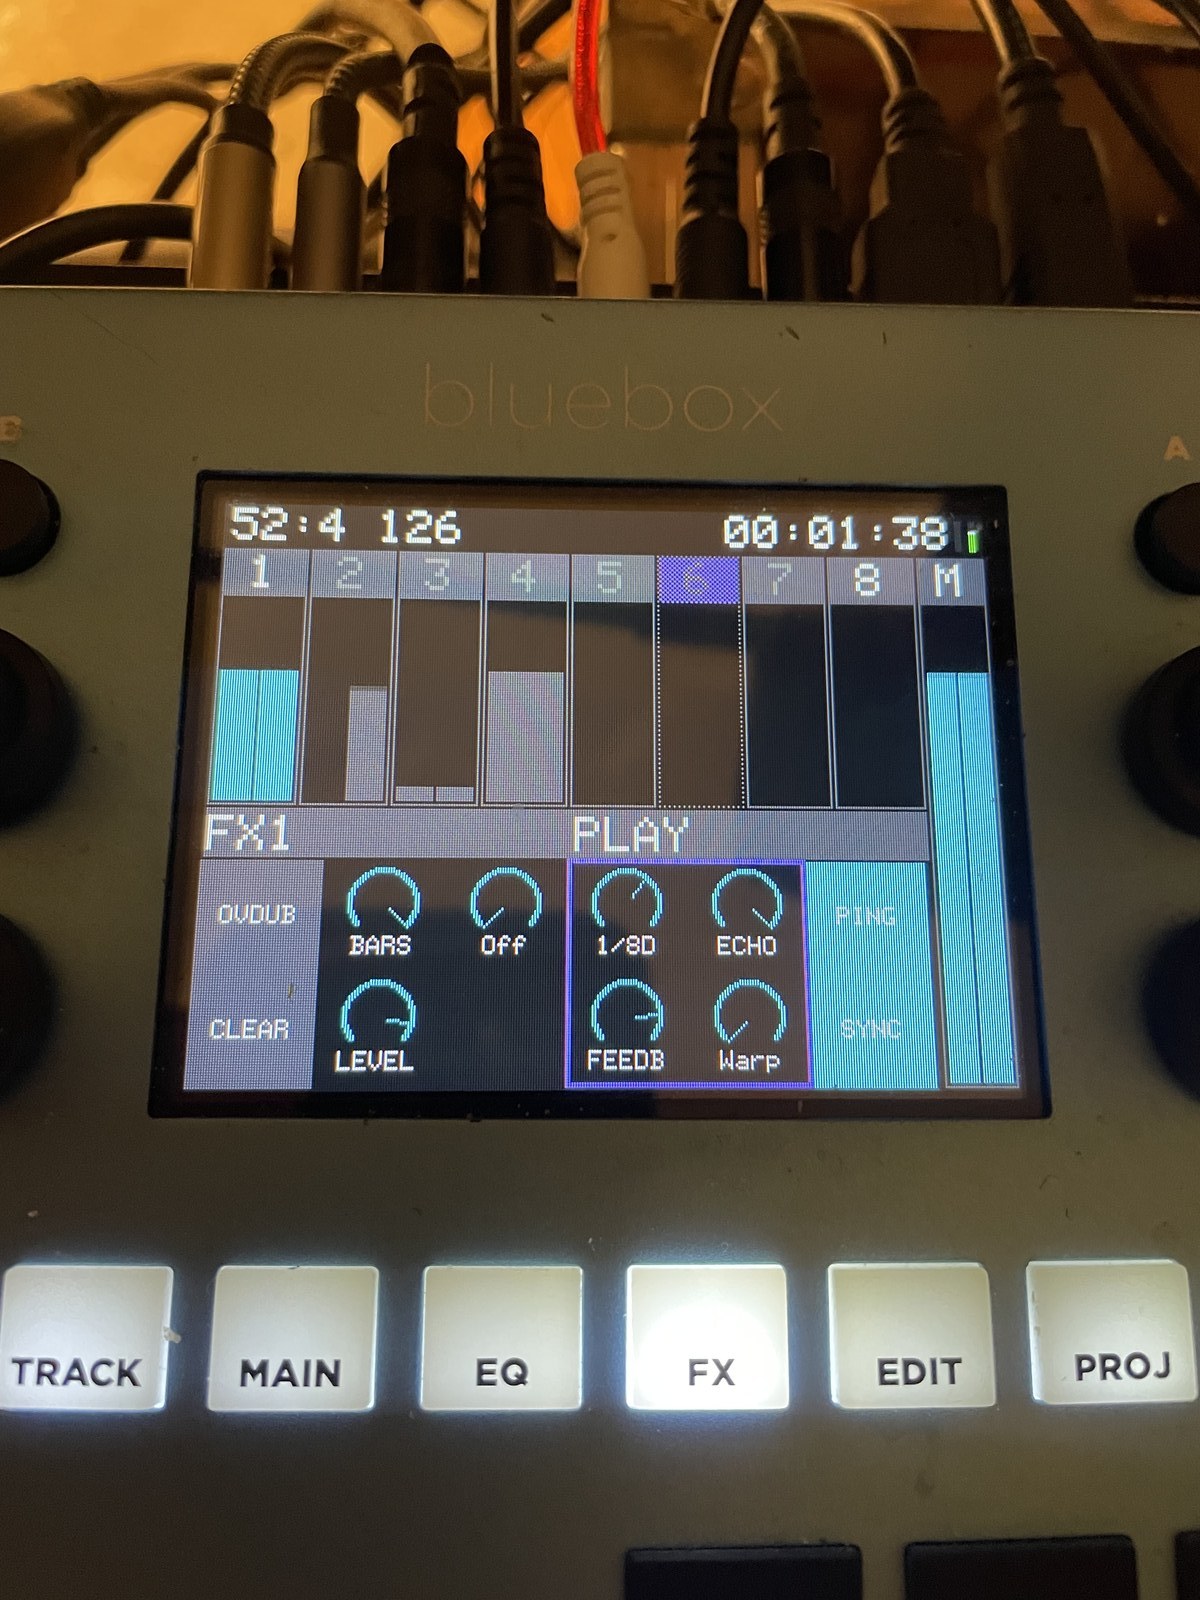 bluebox
B
A
52:4 126 00:01:38
1 2 3 4 5 6 7 8 M
FX1 PLAY
OVDUB BARS Off 1/8D ECHO PING
CLEAR LEVEL FEEDB Warp SYNC
TRACK MAIN EQ FX EDIT PROJ